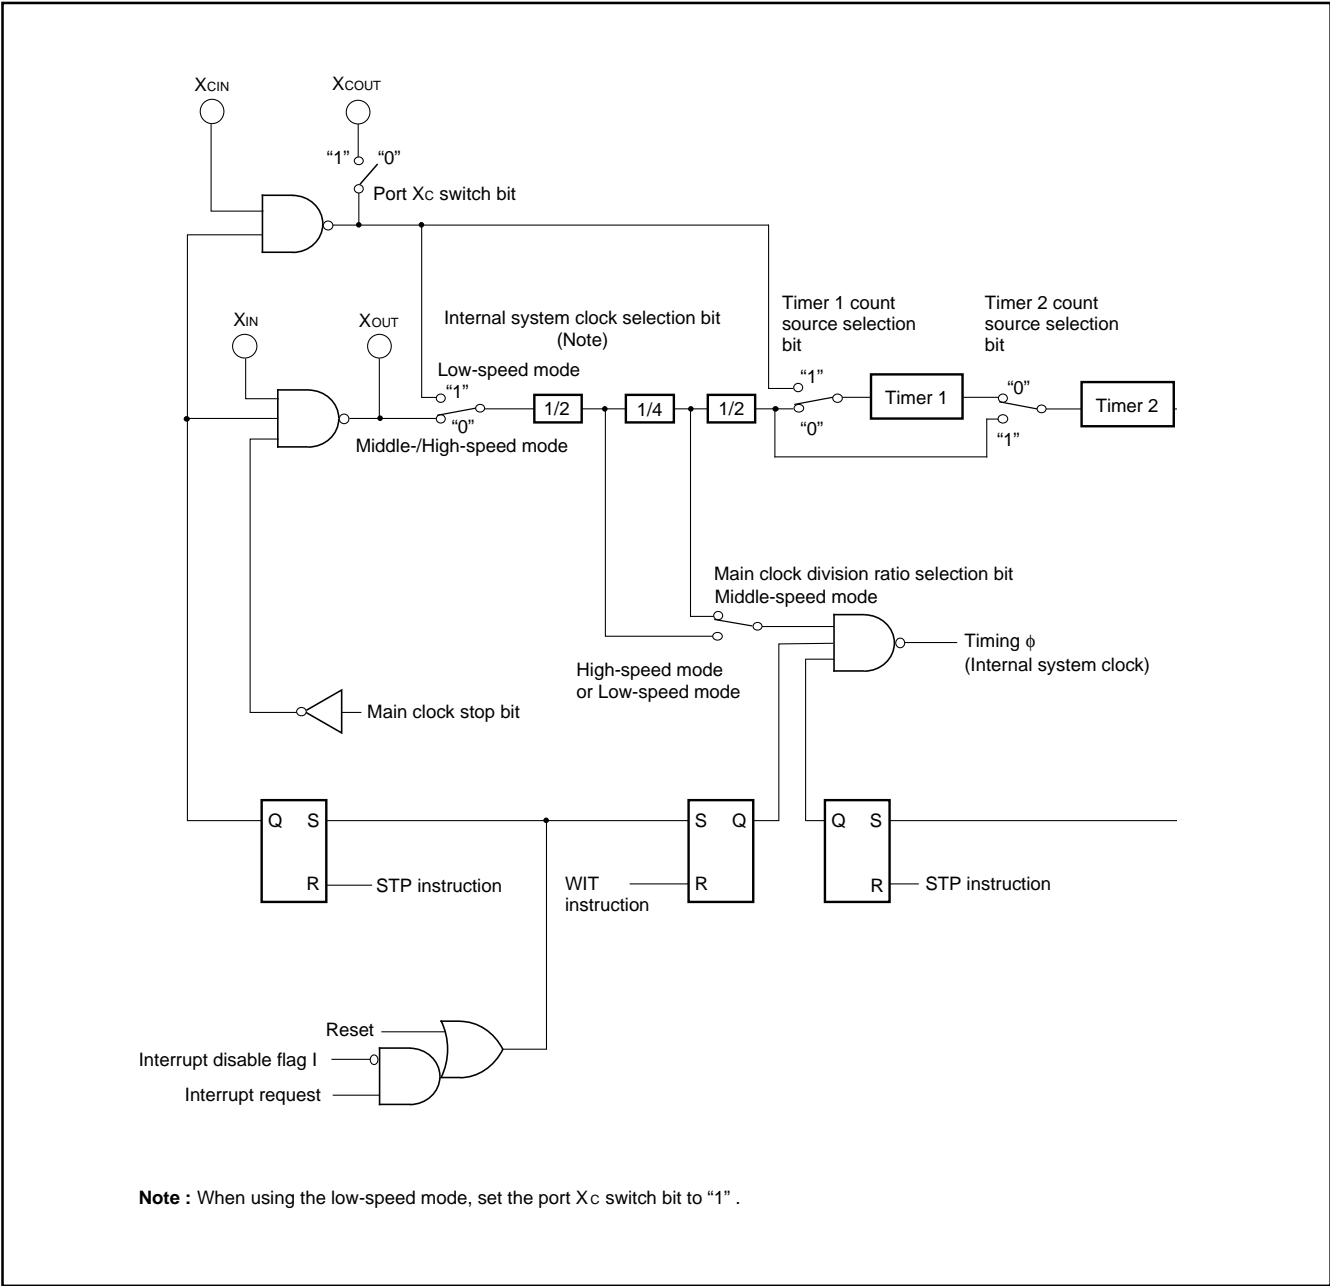 XCIN
XCOUT
“1”
“0”
Port XC switch bit
XIN
XOUT
Internal system clock selection bit
(Note)
Low-speed mode
“1”
“0”
Middle-/High-speed mode
1/2
1/4
1/2
Timer 1 count
source selection
bit
“1”
“0”
Timer 1
Timer 2 count
source selection
bit
“0”
“1”
Timer 2
Main clock division ratio selection bit
Middle-speed mode
High-speed mode
or Low-speed mode
Timing ϕ
(Internal system clock)
Main clock stop bit
Q S
R
STP instruction
S Q
R
WIT
instruction
Q S
R
STP instruction
Reset
Interrupt disable flag I
Interrupt request
Note : When using the low-speed mode, set the port XC switch bit to “1” .